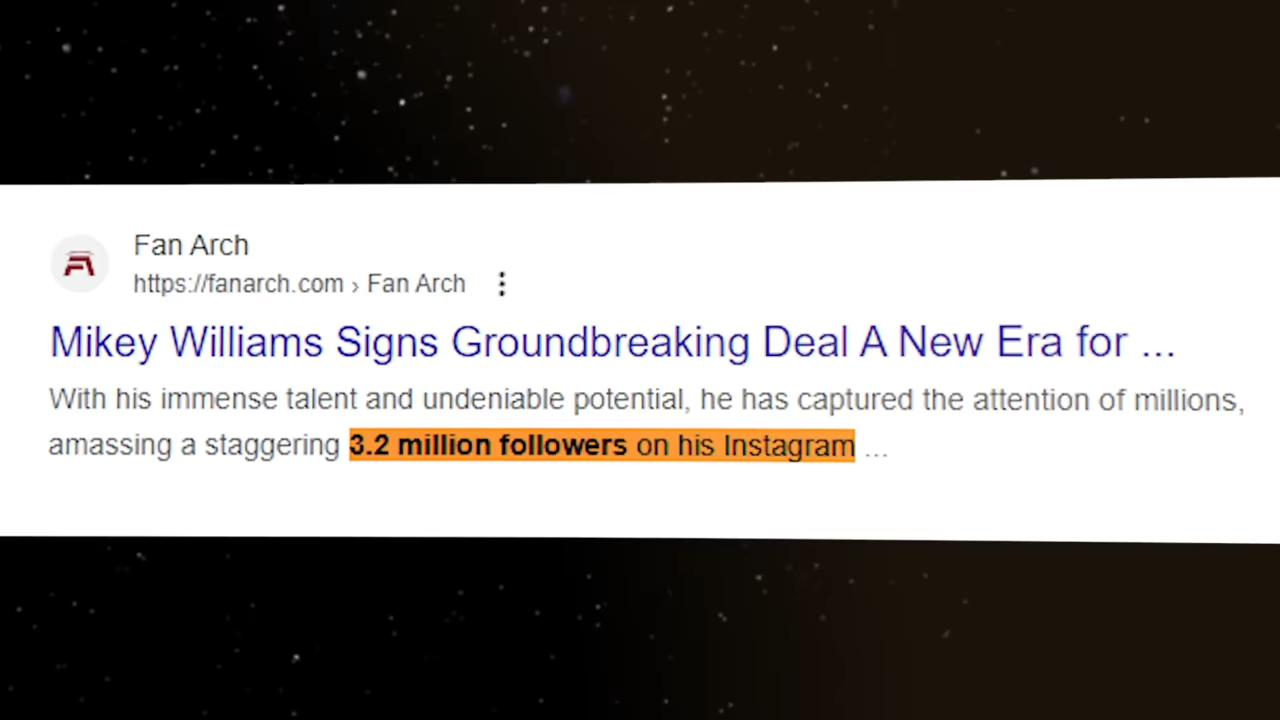 Fan Arch
https://fanarch.com › Fan Arch
Mikey Williams Signs Groundbreaking Deal A New Era for ...
With his immense talent and undeniable potential, he has captured the attention of millions,
amassing a staggering 3.2 million followers on his Instagram ...